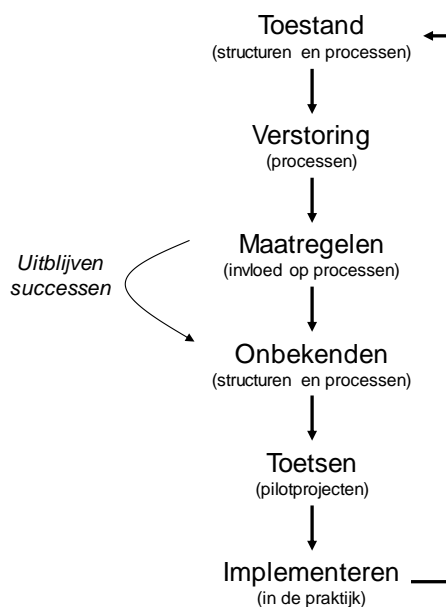 Toestand
(structuren en processen)
Verstoring
(processen)
Maatregelen
(invloed op processen)
Uitblijven
successen
Onbekenden
(structuren en processen)
Toetsen
(pilotprojecten)
Implementeren
(in de praktijk)